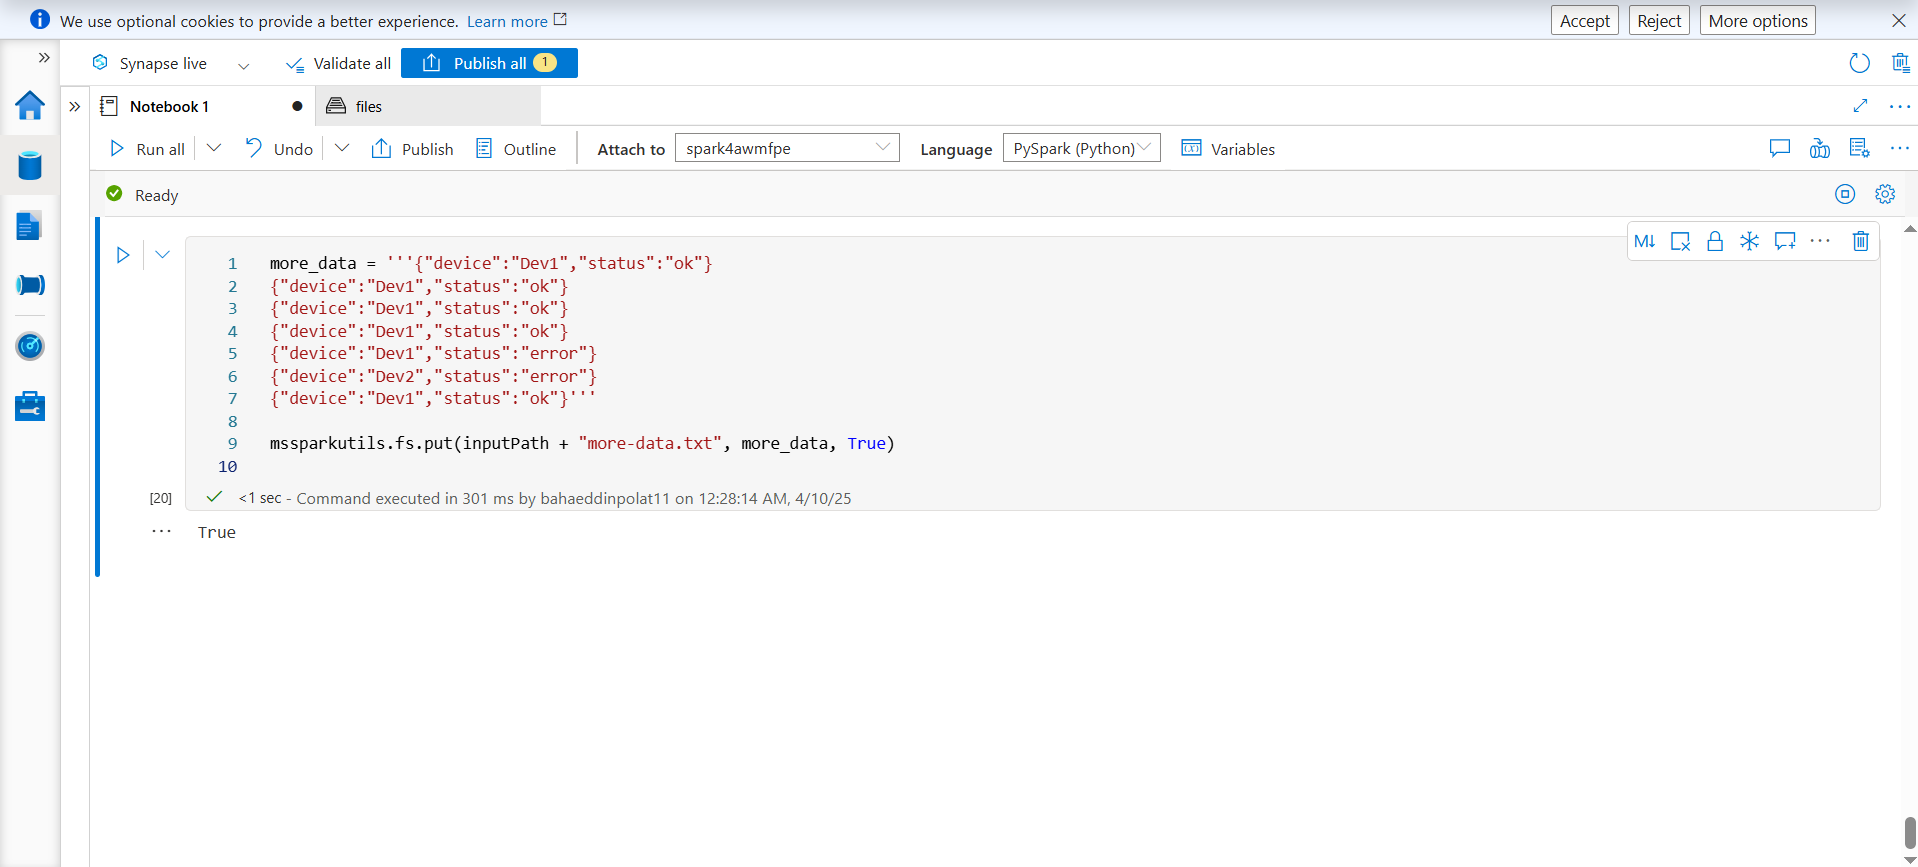 We use optional cookies to provide a better experience. Learn more
Accept
Reject
More options
Synapse live
Validate all
Publish all 1
Notebook 1
files
Run all
Undo
Publish
Outline
Attach to
spark4awmfpe
Language
PySpark (Python)
Variables
Ready
M↓
1 more_data = '''{"device":"Dev1","status":"ok"}
2 {"device":"Dev1","status":"ok"}
3 {"device":"Dev1","status":"ok"}
4 {"device":"Dev1","status":"ok"}
5 {"device":"Dev1","status":"error"}
6 {"device":"Dev2","status":"error"}
7 {"device":"Dev1","status":"ok"}'''
8
9 mssparkutils.fs.put(inputPath + "more-data.txt", more_data, True)
10
[20] <1 sec - Command executed in 301 ms by bahaeddinpolat11 on 12:28:14 AM, 4/10/25
True